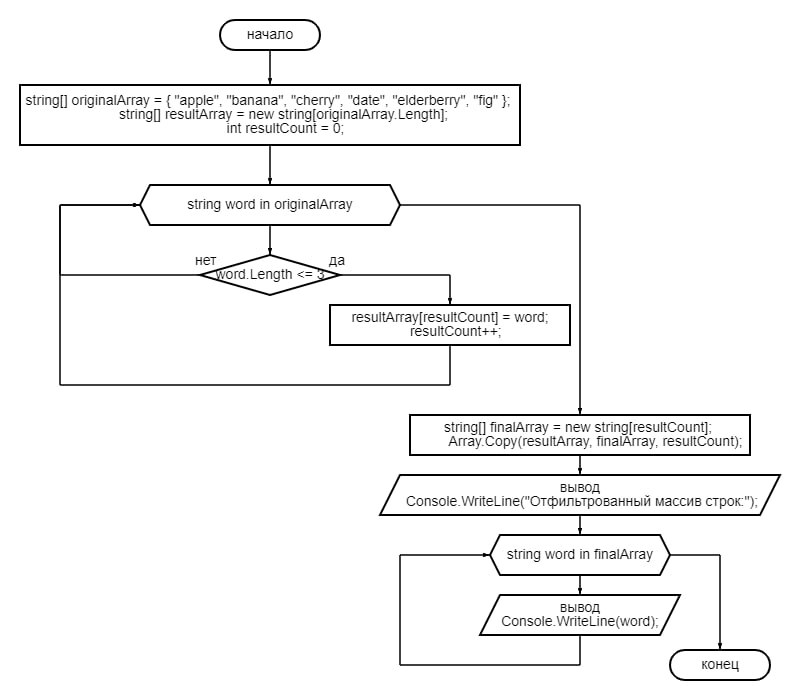 начало
string[] originalArray = { "apple", "banana", "cherry", "date", "elderberry", "fig" };
string[] resultArray = new string[originalArray.Length];
int resultCount = 0;
string word in originalArray
нет
да
word.Length <= 3
resultArray[resultCount] = word;
resultCount++;
string[] finalArray = new string[resultCount];
Array.Copy(resultArray, finalArray, resultCount);
вывод
Console.WriteLine("Отфильтрованный массив строк:");
string word in finalArray
вывод
Console.WriteLine(word);
конец